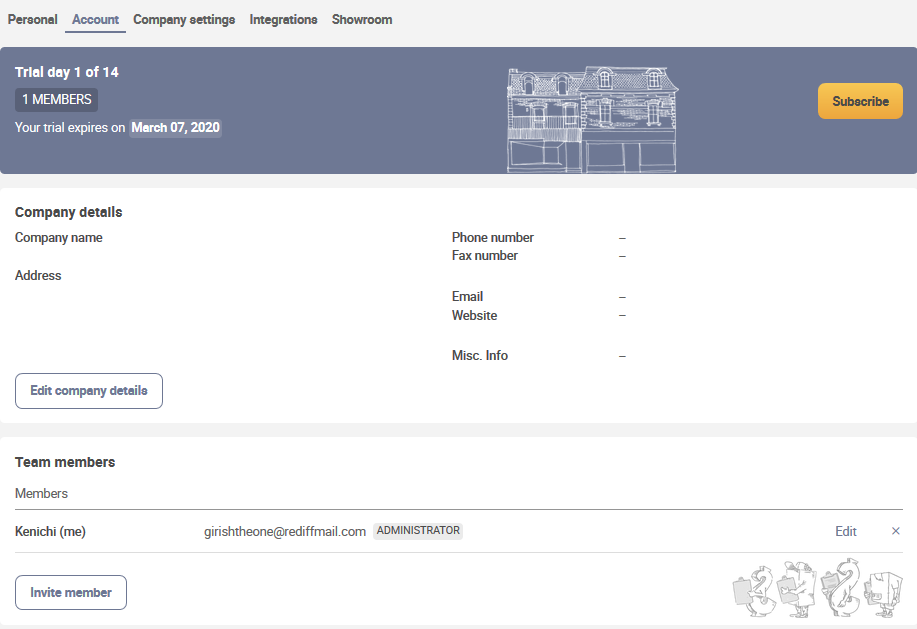 Personal Account Company settings Integrations Showroom
Trial day 1 of 14
1 MEMBERS
Your trial expires on March 07, 2020
Subscribe
Company details
Company name
Address
Phone number –
Fax number –
Email –
Website –
Misc. Info –
Edit company details
Team members
Members
Kenichi (me) girishtheone@rediffmail.com ADMINISTRATOR Edit ×
Invite member